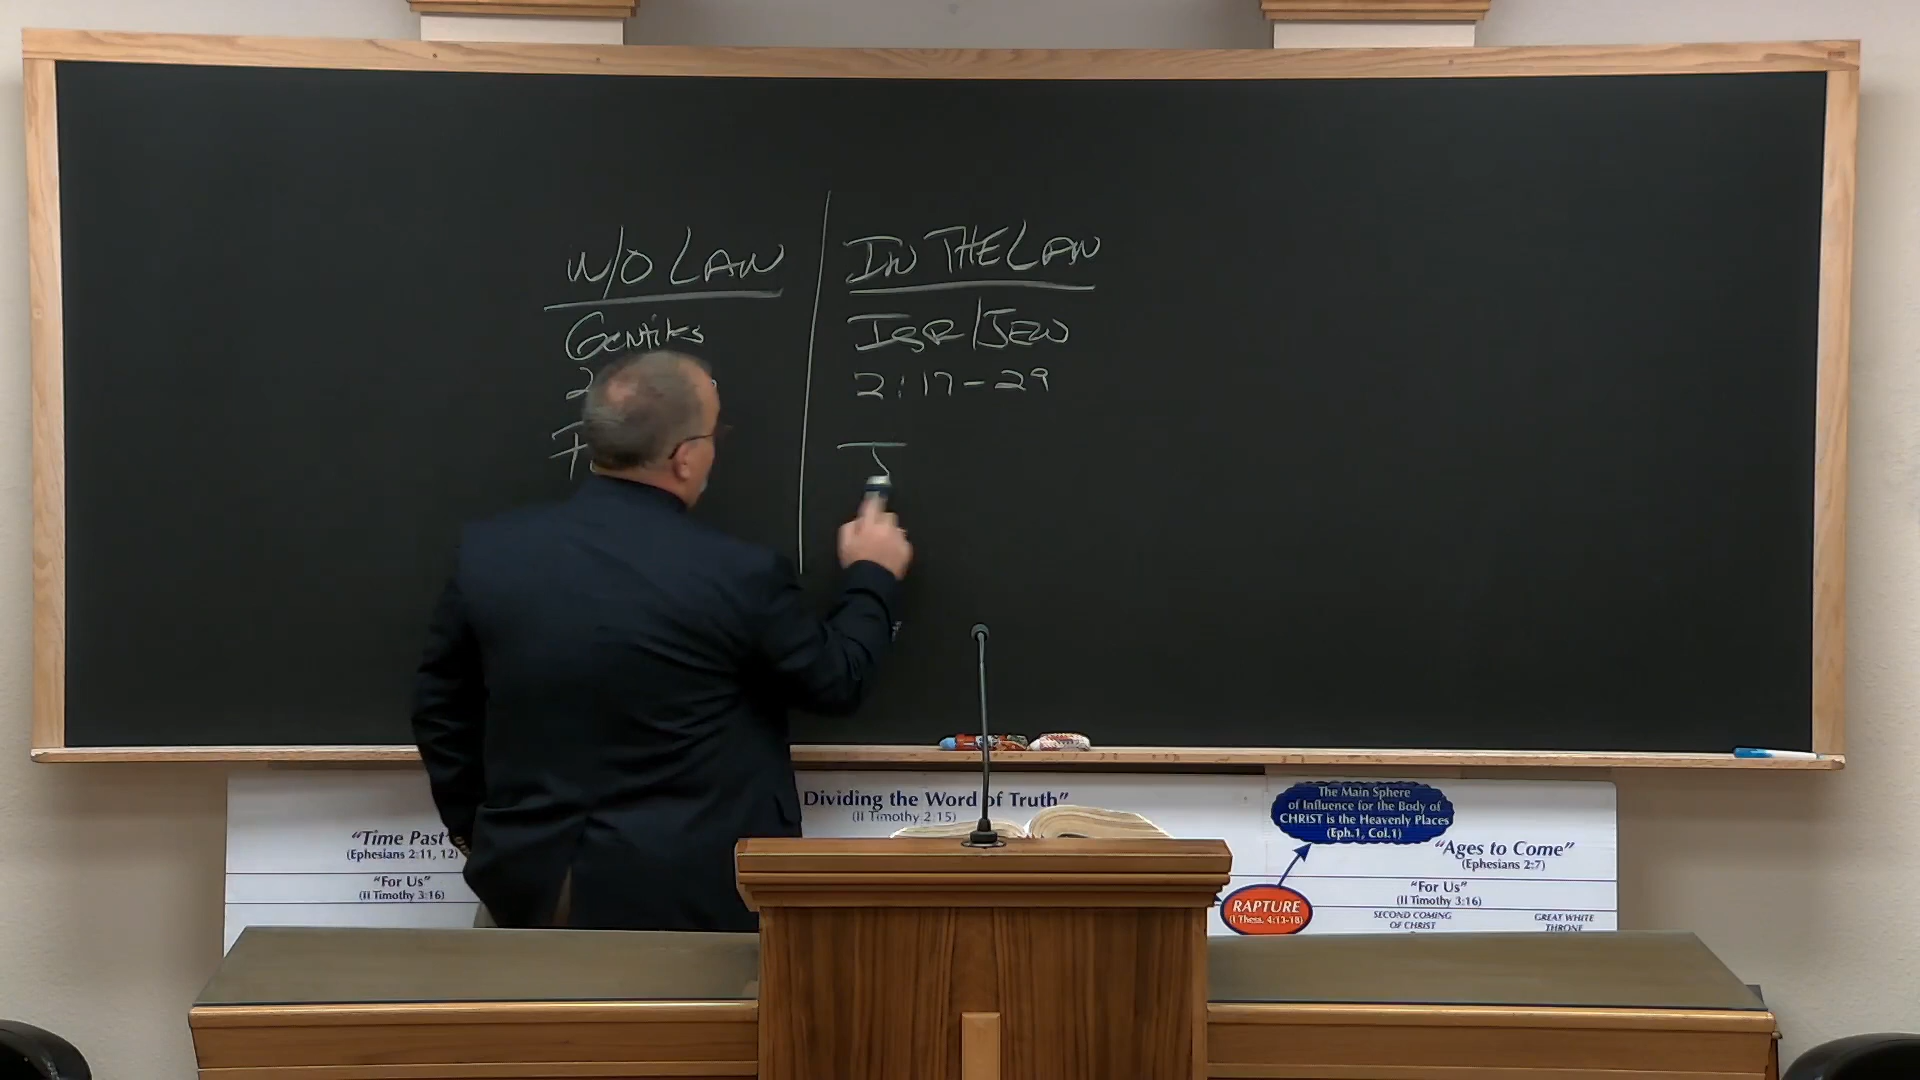 W/O LAW
Gentiles
IN THE LAW
ISR/JEW
2:17-29
Dividing the Word of Truth"
(II Timothy 2:15)
"Time Past"
(Ephesians 2:11, 12)
"For Us"
(II Timothy 3:16)
The Main Sphere
of Influence for the Body of
CHRIST is the Heavenly Places
(Eph.1, Col.1)
"Ages to Come"
(Ephesians 2:7)
"For Us"
(II Timothy 3:16)
RAPTURE
(I Thess. 4:13-18)
SECOND COMING
OF CHRIST
GREAT WHITE
THRONE